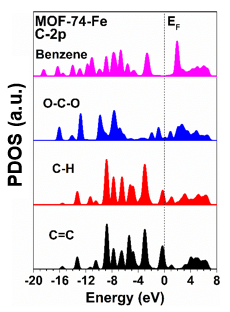 MOF-74-Fe
C-2p
E_F
Benzene
O-C-O
C-H
C=C
PDOS (a.u.)
-20 -16 -12 -8 -4 0 4 8
Energy (eV)